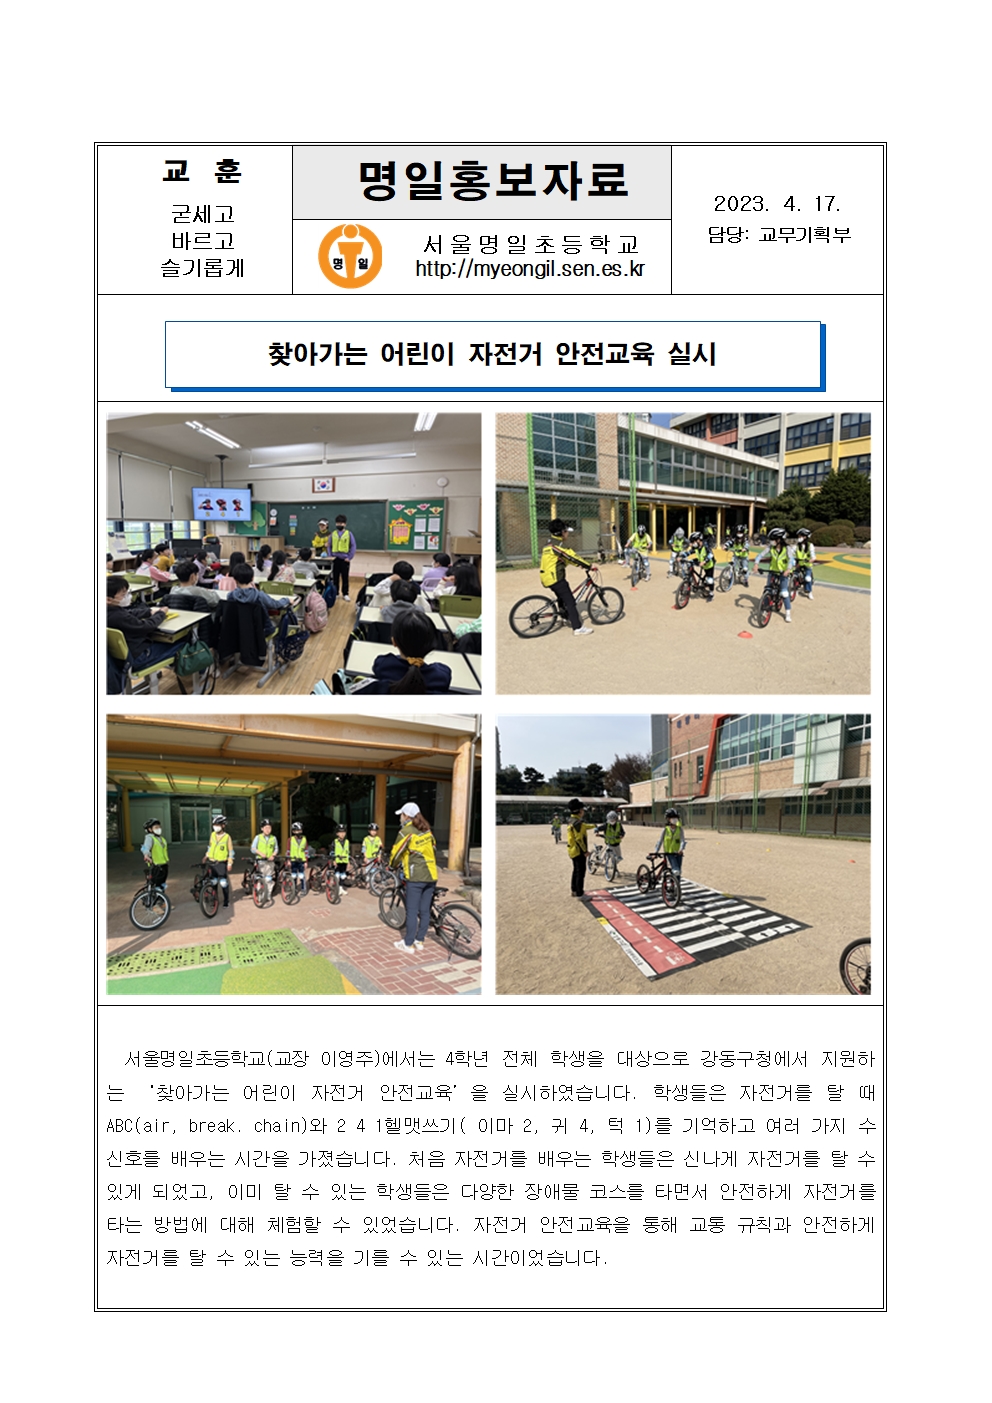 교 훈
굳세고
바르고
슬기롭게
명일홍보자료
명 일
서울명일초등학교
http://myeongil.sen.es.kr
2023. 4. 17.
담당: 교무기획부
찾아가는 어린이 자전거 안전교육 실시
서울명일초등학교(교장 이영주)에서는 4학년 전체 학생을 대상으로 강동구청에서 지원하
는 '찾아가는 어린이 자전거 안전교육' 을 실시하였습니다. 학생들은 자전거를 탈 때
ABC(air, break. chain)와 2 4 1헬멧쓰기( 이마 2, 귀 4, 턱 1)를 기억하고 여러 가지 수
신호를 배우는 시간을 가졌습니다. 처음 자전거를 배우는 학생들은 신나게 자전거를 탈 수
있게 되었고, 이미 탈 수 있는 학생들은 다양한 장애물 코스를 타면서 안전하게 자전거를
타는 방법에 대해 체험할 수 있었습니다. 자전거 안전교육을 통해 교통 규칙과 안전하게
자전거를 탈 수 있는 능력을 기를 수 있는 시간이었습니다.